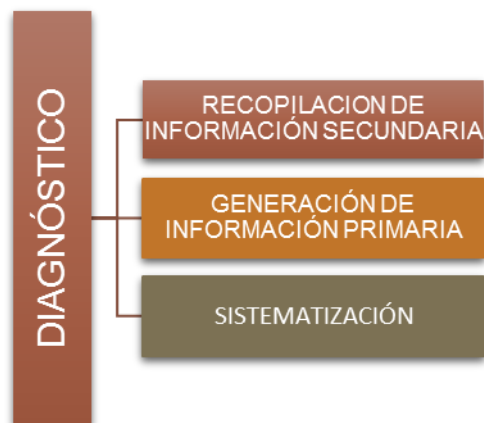 DIAGNÓSTICO
RECOPILACION DE
INFORMACIÓN SECUNDARIA
GENERACIÓN DE
INFORMACIÓN PRIMARIA
SISTEMATIZACIÓN